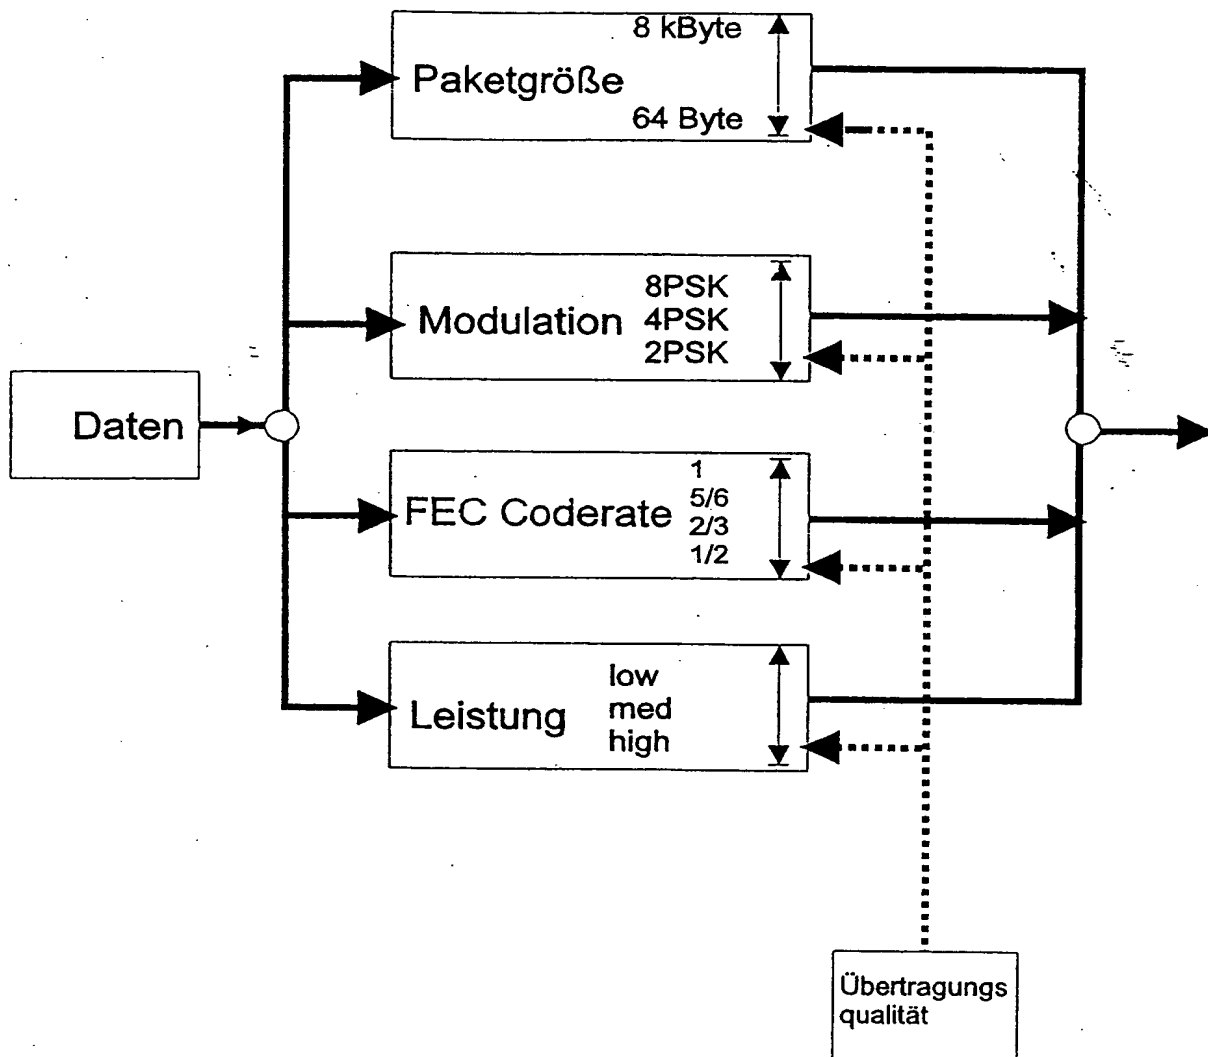 8 kByte
Paketgröße
64 Byte
8PSK
Modulation
4PSK
2PSK
Daten
1
5/6
FEC Coderate
2/3
1/2
low
Leistung
med
high
Übertragungs
qualität